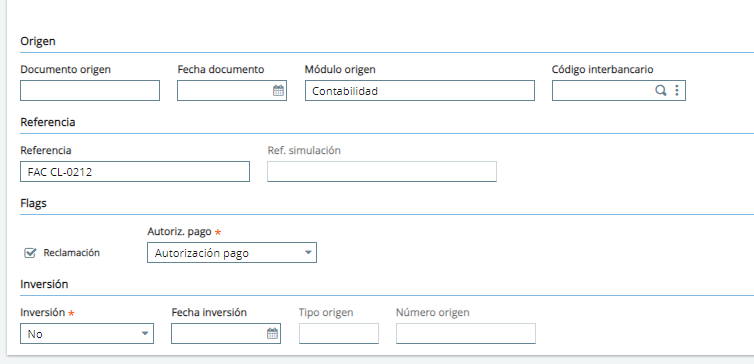 Origen
Documento origen Fecha documento Módulo origen Código interbancario
Contabilidad
Referencia
Referencia Ref. simulación
FAC CL-0212
Flags
Autoriz. pago *
Reclamación Autorización pago
Inversión
Inversión * Fecha inversión Tipo origen Número origen
No